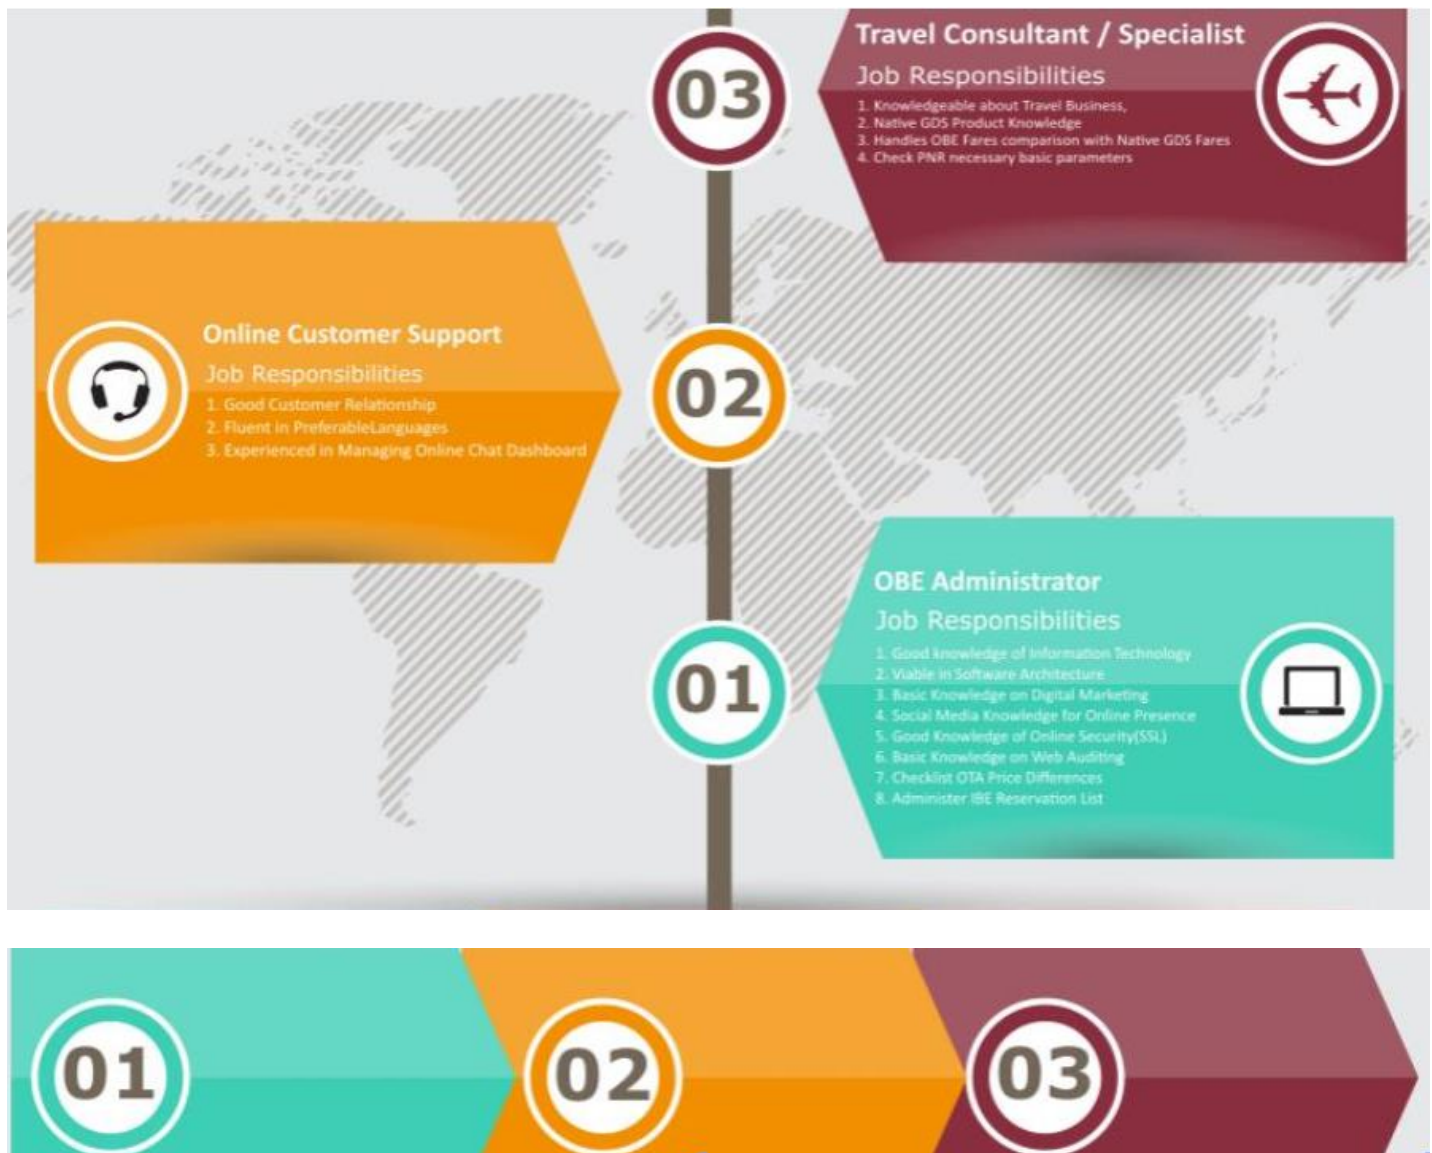 03
Travel Consultant / Specialist
Job Responsibilities
1. Knowledgeable about Travel Business,
2. Native GDS Product Knowledge
3. Handles OBE Fares comparison with Native GDS Fares
4. Check PNR necessary basic parameters
Online Customer Support
Job Responsibilities
1. Good Customer Relationship
2. Fluent in PreferableLanguages
3. Experienced in Managing Online Chat Dashboard
02
OBE Administrator
Job Responsibilities
1. Good knowledge of Information Technology
2. Viable in Software Architecture
3. Basic Knowledge on Digital Marketing
4. Social Media Knowledge for Online Presence
5. Good Knowledge of Online Security(SSL)
6. Basic Knowledge on Web Auditing
7. Checklist OTA Price Differences
8. Administer IBE Reservation List
01
01
02
03